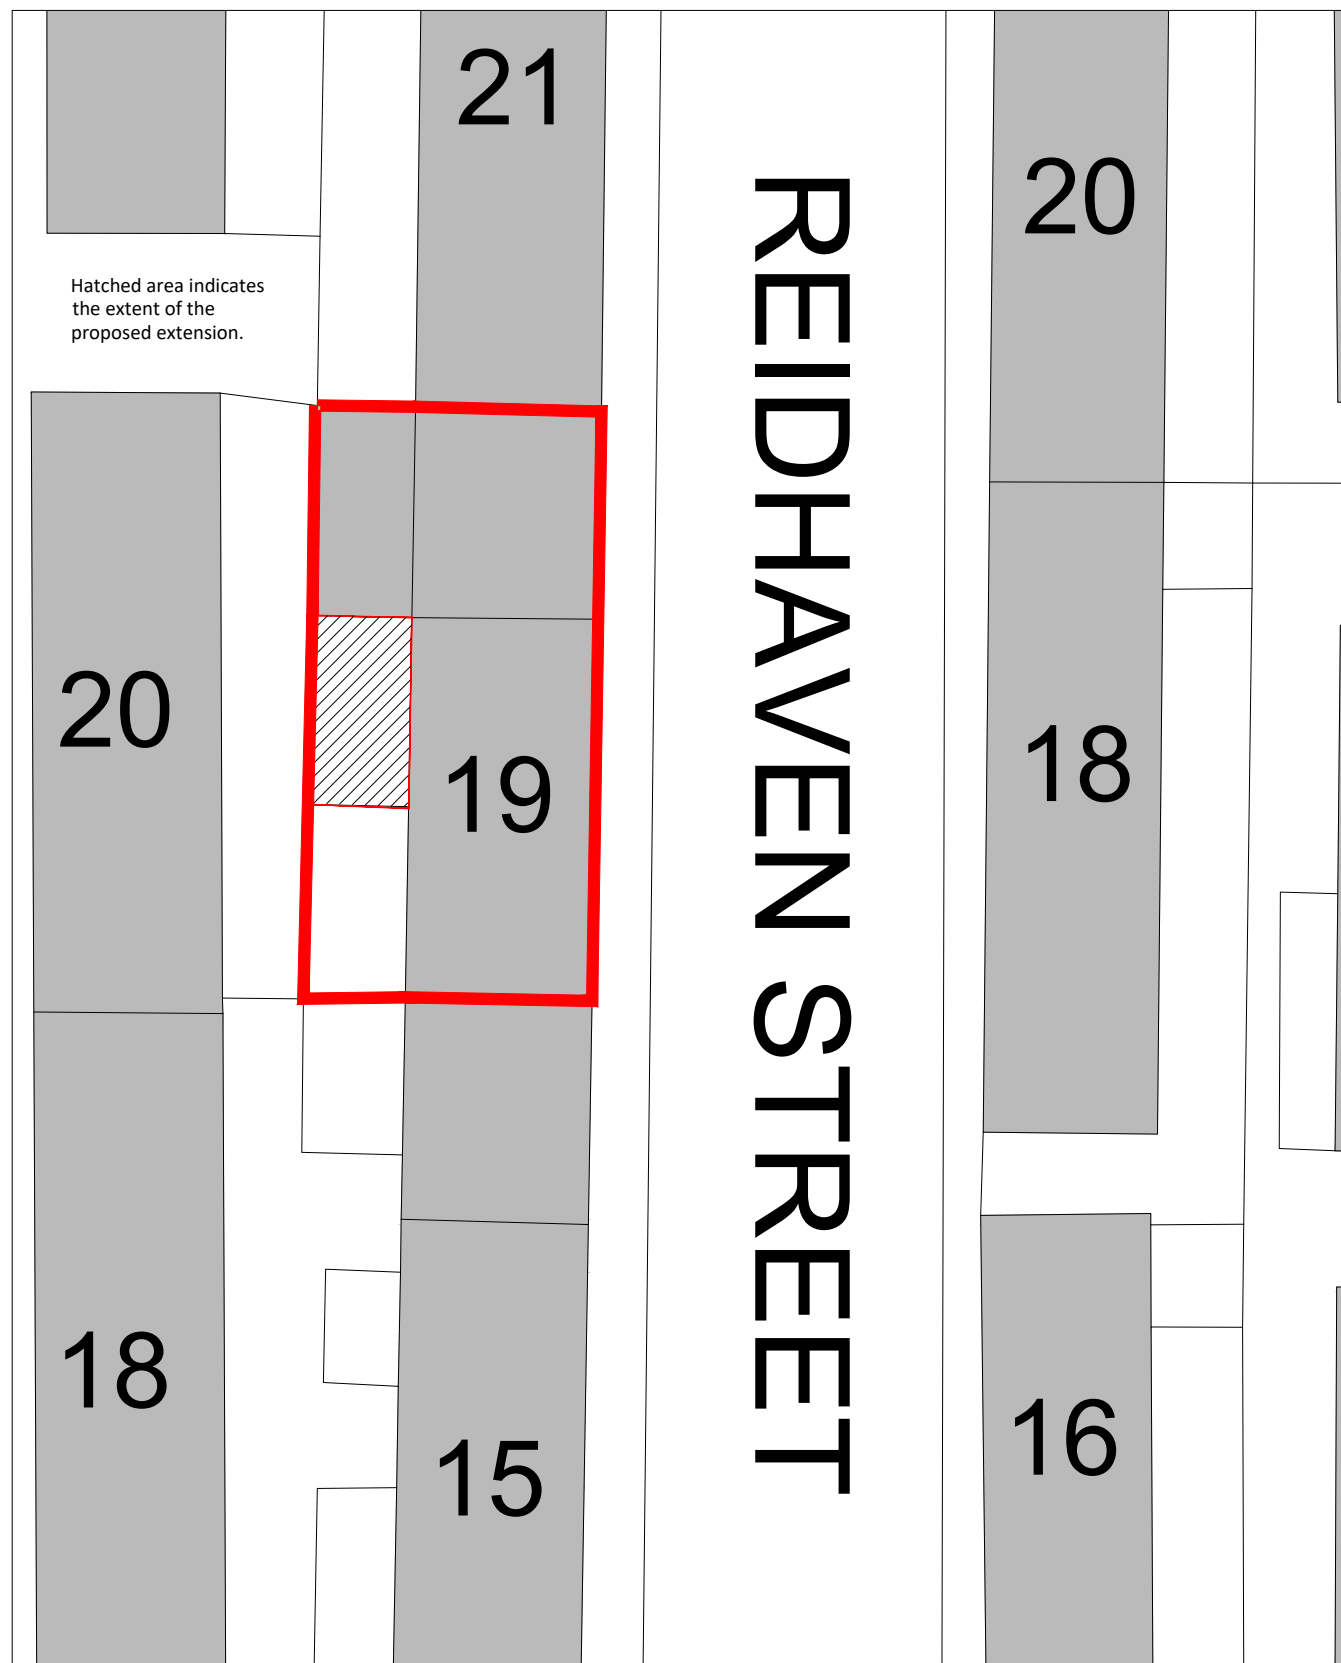 21
20
REIDHAVEN STREET
Hatched area indicates
the extent of the
proposed extension.
20
19
18
18
15
16